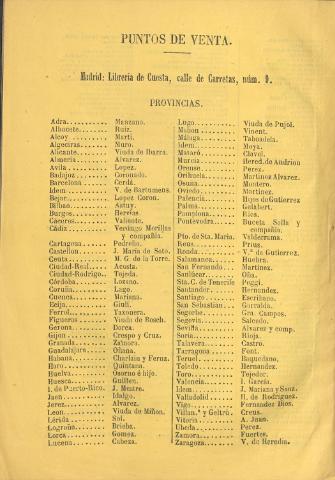 PUNTOS DE VENTA.
Madrid: Libreria de Cuesta, calle de Carretas, núm. 9.
PROVINCIAS.
Adra......... Manzano.
Albacete......... Ruiz.
Alcoy......... Martí.
Algeciras......... Muro.
Alicante......... Viuda de Ibarra.
Almería......... Alvarez.
Avila......... Lopez.
Badajoz......... Coronado.
Barcelona......... Cerdá.
Idem......... V. de Bartumeus.
Bejar......... Lopez Coron.
Bilbao......... Astuy.
Burgos......... Hervías.
Cáceres......... Valiente.
Cádiz......... Verdugo Morillas
y compañía.
Cartagena......... Pedreño.
Castellon......... J. María de Soto.
Ceuta......... M. G. de la Torre.
Ciudad-Real......... Acosta.
Ciudad-Rodrigo......... Tejeda.
Córdoba......... Lozano.
Coruña......... Lago.
Cuenca......... Mariana.
Ecija......... Giuli.
Ferrol......... Taxonera.
Figueras......... Viuda de Bosch.
Gerona......... Dorca.
Gijon......... Crespo y Cruz.
Granada......... Zamora.
Guadalajara......... Oñana.
Habana......... Charlain y Fernz.
Haro......... Quintana.
Huelva......... Osorno é hijo.
Huesca......... Guillen.
I. de Puerto-Rico. J. Mestre.
Jaen......... Idalgo.
Jerez......... Alvarez.
Leon......... Viuda de Miñon.
Lérida......... Sol.
Logroño......... Brieba.
Lorca......... Gomez.
Lucena......... Cabeza.
Lugo......... Viuda de Pujol.
Mahon......... Vinent.
Málaga......... Taboadela.
Idem......... Moya.
Mataró......... Clavel.
Murcia......... Hered. de Andrion
Orense......... Perez.
Orihuela......... Martinez Alvarez.
Osuna......... Montero.
Oviedo......... Martinez.
Palencia......... Hijos de Gutierrez
Palma......... Gelabert.
Pamplona......... Rios.
Pontevedra......... Buceta Solla y
compañía.
Pto. de Sta. María. Valderrama.
Reus......... Prius.
Ronda......... V.ª de Gutierrez.
Salamanca......... Huebra.
San Fernando......... Martinez.
Sanlúcar......... Oña.
Sta. C. de Tenerife Poggi.
Santander......... Hernandez.
Santiago......... Escribano.
San Sebastian......... Garralda.
Segorbe......... Gra. Campos.
Segovia......... Salcedo.
Sevilla......... Alvarez y comp.
Soria......... Rioja.
Talavera......... Castro.
Tarragona......... Font.
Teruel......... Baquedano.
Toledo......... Hernandez.
Toro......... Tejedor.
Valencia......... I. García.
Idem......... J. Mariana y Sanz.
Valladolid......... H. de Rodriguez.
Vigo......... Fernandez Dios.
Villan.ª y Geltrú. Creus.
Vitoria......... A. Juan.
Ubeda......... Perez.
Zamora......... Fuertes.
Zaragoza......... V. de Heredia.